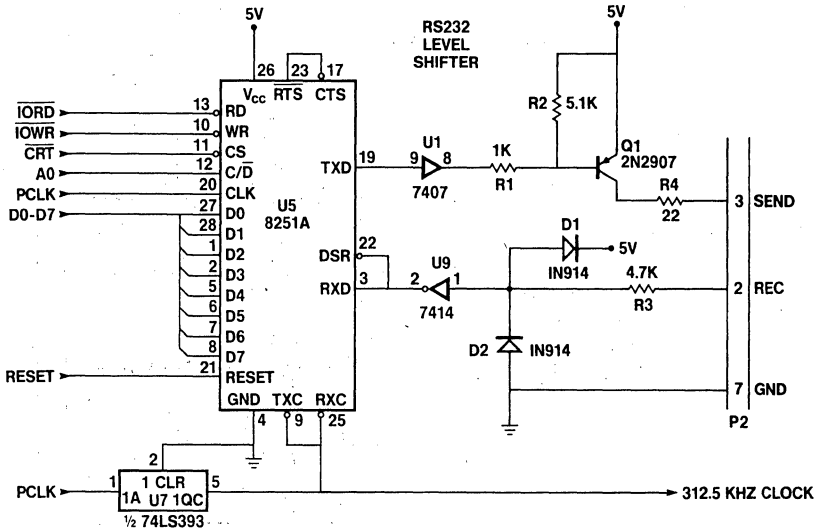 5V
RS232
LEVEL
SHIFTER
5V
26 23 17
VCC RTS CTS
IORD 13 RD
IOWR 10 WR
CRT 11 CS
A0 12 C/D
PCLK 20 CLK
D0-D7 27 D0
28 D1
1 D2
2 D3
5 D4
6 D5
7 D6
8 D7
RESET 21 RESET
U5
8251A
TXD 19 9 U1 8
7407
1K
R1
R2 5.1K
Q1
2N2907
R4
22
3 SEND
DSR 22
RXD 3 2 U9 1
7414
D1
5V
IN914
4.7K
R3
2 REC
D2 IN914
7 GND
P2
GND TXC RXC
4 9 25
2
PCLK 1 1 CLR 5
1A U7 1QC
312.5 KHZ CLOCK
½ 74LS393